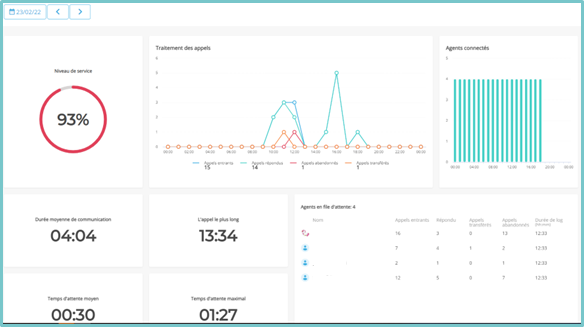 23/02/22
Niveau de service
93%
Traitement des appels
6
5
4
3
2
1
0
00:00 02:00 04:00 06:00 08:00 10:00 12:00 14:00 16:00 18:00 20:00 22:00 00:00
Appels entrants Appels répondus Appels abandonnés Appels transférés
15 14 1 1
Agents connectés
5
4
3
2
1
0
00:00 04:00 08:00 12:00 16:00 20:00 00:00
Durée moyenne de communication
04:04
L'appel le plus long
13:34
Agents en file d'attente: 4
Appels entrants Répondu Appels transférés Appels abandonnés Durée de log
16 3 0 13 12:33
7 4 1 2 12:33
2 1 0 1 12:33
12 5 0 7 12:33
Temps d'attente moyen
00:30
Temps d'attente maximal
01:27